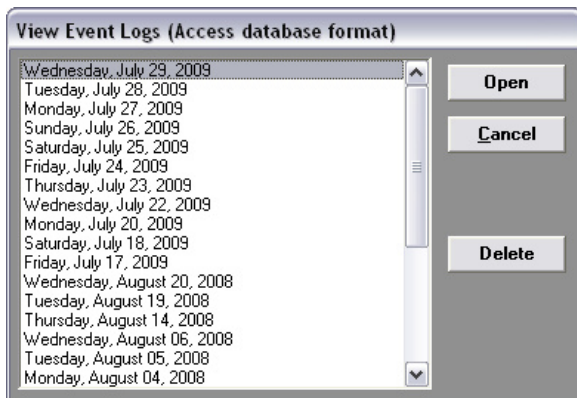 View Event Logs (Access database format)
Wednesday, July 29, 2009
Tuesday, July 28, 2009
Monday, July 27, 2009
Sunday, July 26, 2009
Saturday, July 25, 2009
Friday, July 24, 2009
Thursday, July 23, 2009
Wednesday, July 22, 2009
Monday, July 20, 2009
Saturday, July 18, 2009
Friday, July 17, 2009
Wednesday, August 20, 2008
Tuesday, August 19, 2008
Thursday, August 14, 2008
Wednesday, August 06, 2008
Tuesday, August 05, 2008
Monday, August 04, 2008
Open
Cancel
Delete